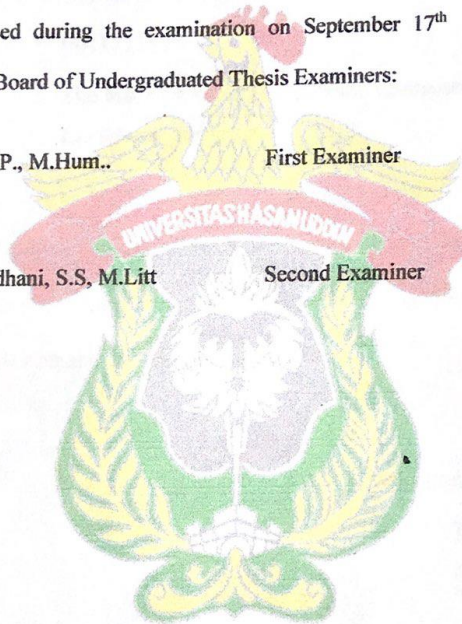 ed during the examination on September 17th
Board of Undergraduated Thesis Examiners:
P., M.Hum.. First Examiner
UNIVERSITAS HASANUDDIN
dhani, S.S, M.Litt Second Examiner